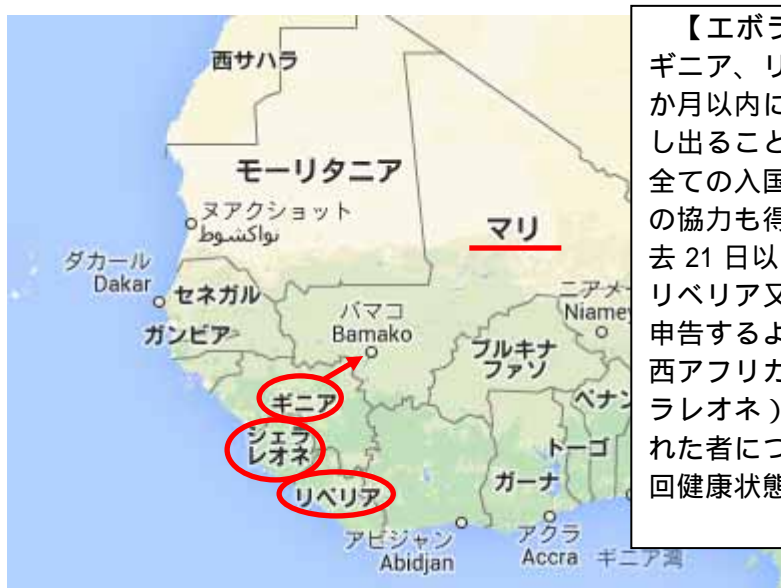 西サハラ
モーリタニア
ヌアクショット
نواكشوط
マリ
ダカール
Dakar
セネガル
ガンビア
バマコ
Bamako
ニアメ
Niamey
ブルキナ
ファソ
ギニア
シエラ
レオネ
リベリア
ベナン
トーゴ
ガーナ
アビジャン
Abidjan
アクラ
Accra
ギニア湾
【エボラ
ギニア、リ
か月以内に
し出ること
全ての入国
の協力も得
去 21 日以
リベリア又
申告するよ
西アフリカ
ラレオネ）
れた者につ
回健康状態